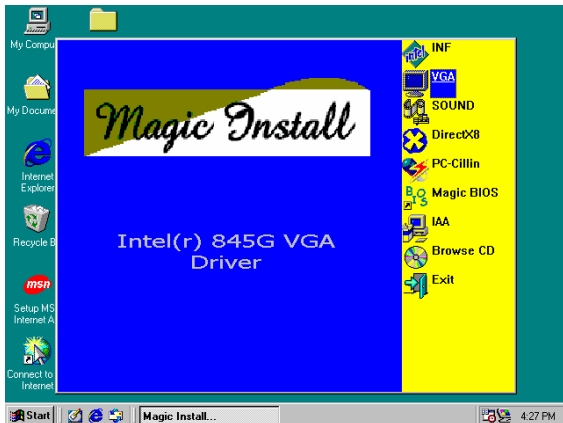 My Compu
My Docume
Internet
Explorer
Recycle B
msn
Setup MS
Internet A
Connect to
Internet
Magic Install
Intel(r) 845G VGA
Driver
INF
VGA
SOUND
DirectX8
PC-Cillin
BIOS
Magic BIOS
IAA
Browse CD
Exit
Start
Magic Install...
4:27 PM